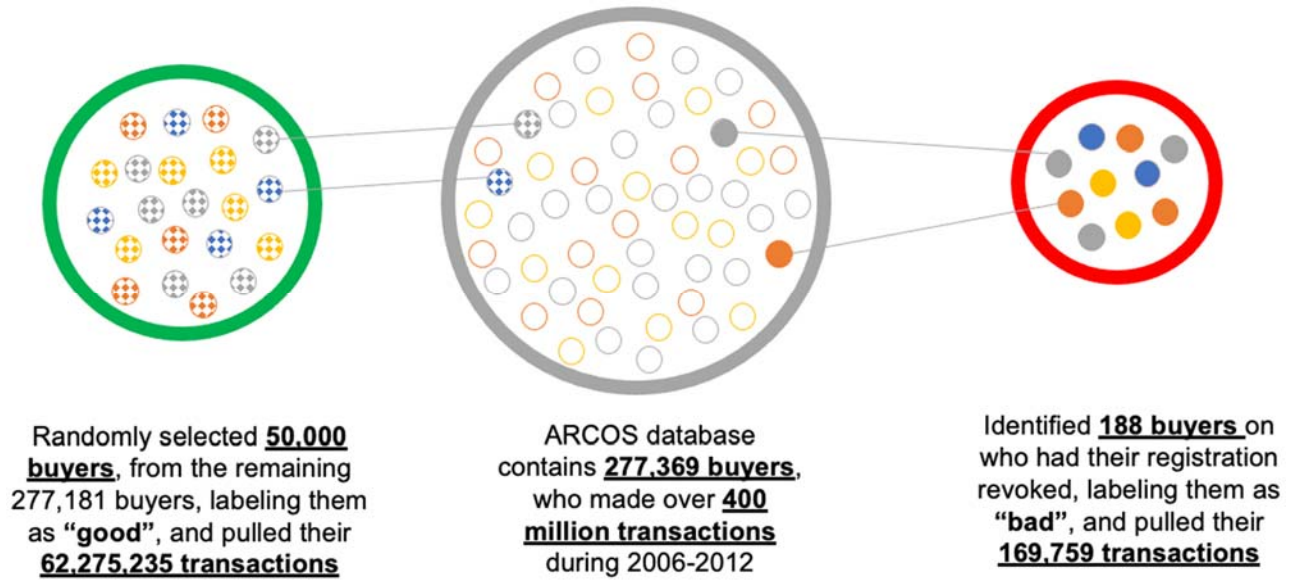 Randomly selected 50,000
buyers, from the remaining
277,181 buyers, labeling them
as “good”, and pulled their
62,275,235 transactions
ARCOS database
contains 277,369 buyers,
who made over 400
million transactions
during 2006-2012
Identified 188 buyers on
who had their registration
revoked, labeling them as
“bad”, and pulled their
169,759 transactions